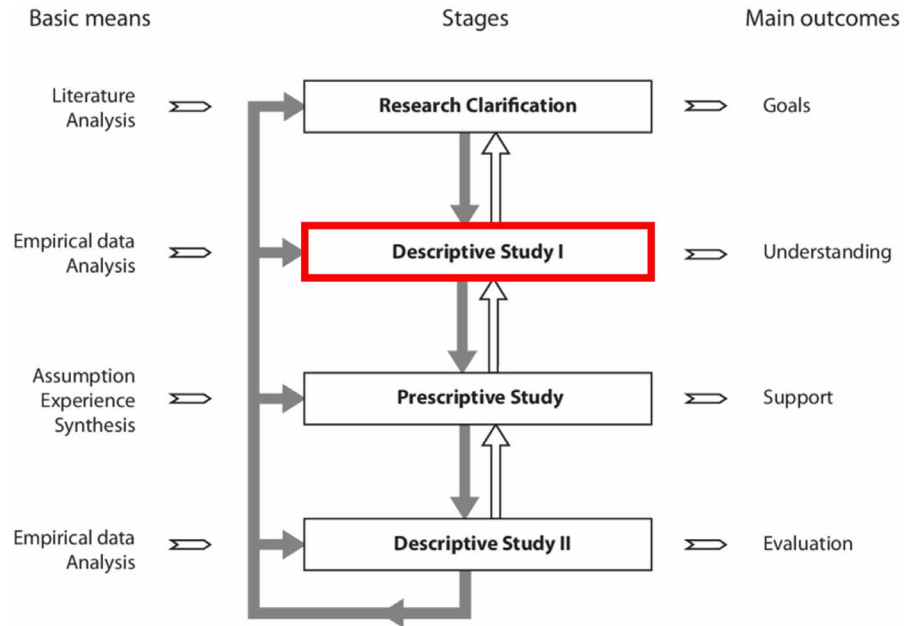 Basic means
Stages
Main outcomes
Literature
Analysis
Research Clarification
Goals
Empirical data
Analysis
Descriptive Study I
Understanding
Assumption
Experience
Synthesis
Prescriptive Study
Support
Empirical data
Analysis
Descriptive Study II
Evaluation